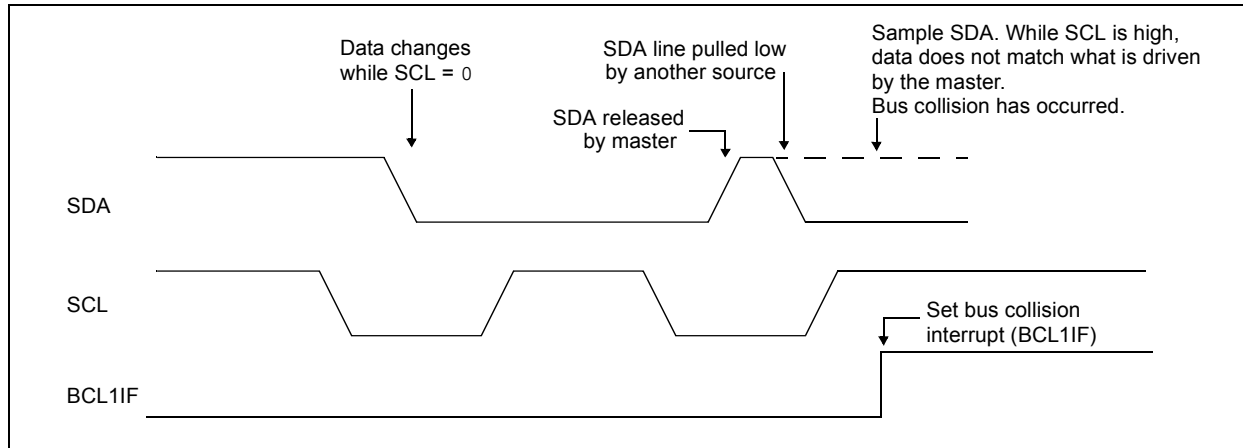 Data changes
while SCL = 0
SDA line pulled low
by another source
Sample SDA. While SCL is high,
data does not match what is driven
by the master.
Bus collision has occurred.
SDA released
by master
SDA
SCL
Set bus collision
interrupt (BCL1IF)
BCL1IF